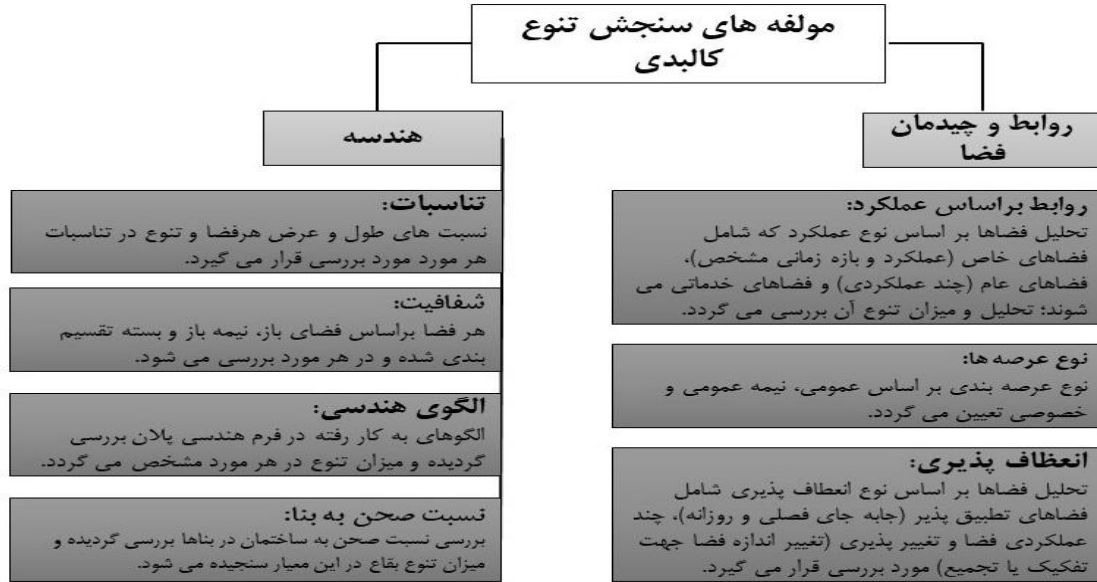 مولفه های سنجش تنوع
کالبدی
روابط و چیدمان
فضا
روابط براساس عملکرد:
تحلیل فضاها بر اساس نوع عملکرد که شامل
فضاهای خاص (عملکرد و بازه زمانی مشخص)،
فضاهای عام (چند عملکردی) و فضاهای خدماتی می
شوند؛ تحلیل و میزان تنوع آن بررسی می گردد.
نوع عرصه ها:
نوع عرصه بندی بر اساس عمومی، نیمه عمومی و
خصوصی تعیین می گردد.
انعظاف پذیری:
تحلیل فضاها بر اساس نوع انعطاف پذیری شامل
فضاهای تطبیق پذیر (جابه جای فصلی و روزانه)، چند
عملکردی فضا و تغییر پذیری (تغییر اندازه فضا جهت
تفکیک یا تجمیع) مورد بررسی قرار می گیرد.
هندسه
تناسبات:
نسبت های طول و عرض هرفضا و تنوع در تناسبات
هر مورد مورد بررسی قرار می گیرد.
شفافیت:
هر فضا براساس فضای باز، نیمه باز و بسته تقسیم
بندی شده و در هر مورد بررسی می شود.
الگوی هندسی:
الگوهای به کار رفته در فرم هندسی پلان بررسی
گردیده و میزان تنوع در هر مورد مشخص می گردد.
نسبت صحن به بنا:
بررسی نسبت صحن به ساختمان در بناها بررسی گردیده و
میزان تنوع بقاع در این معیار سنجیده می شود.